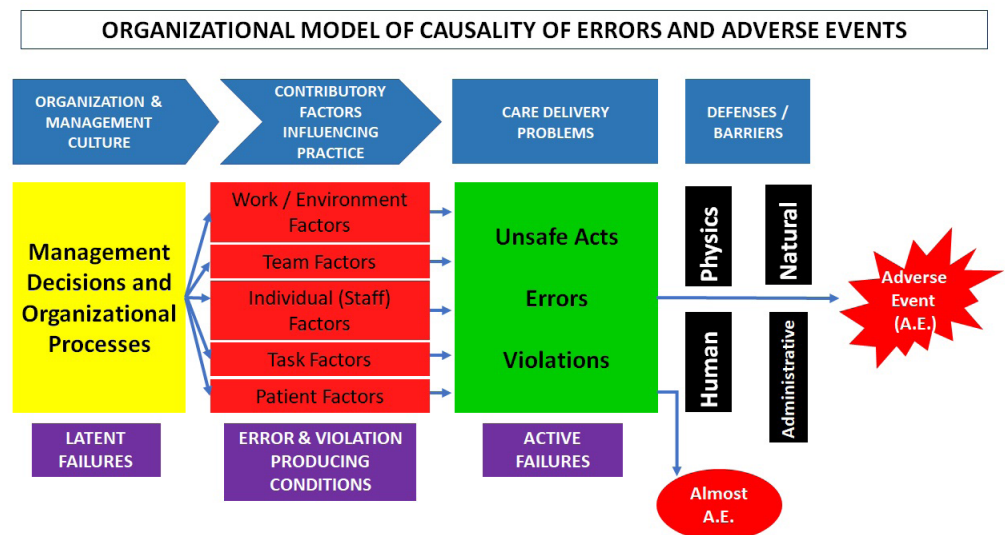 ORGANIZATIONAL MODEL OF CAUSALITY OF ERRORS AND ADVERSE EVENTS
ORGANIZATION &
MANAGEMENT
CULTURE
CONTRIBUTORY
FACTORS
INFLUENCING
PRACTICE
CARE DELIVERY
PROBLEMS
DEFENSES /
BARRIERS
Management
Decisions and
Organizational
Processes
Work / Environment
Factors
Team Factors
Individual (Staff)
Factors
Task Factors
Patient Factors
Unsafe Acts
Errors
Violations
Physics
Natural
Human
Administrative
Adverse
Event
(A.E.)
LATENT
FAILURES
ERROR & VIOLATION
PRODUCING
CONDITIONS
ACTIVE
FAILURES
Almost
A.E.